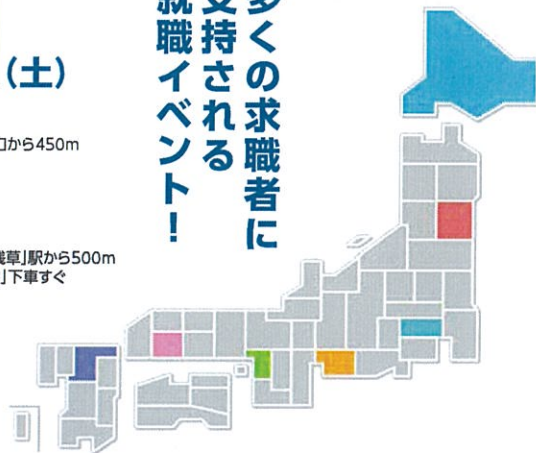 多くの求職者に
支持される
就職イベント！
（土）
口から450m
浅草」駅から500m
」下車すぐ